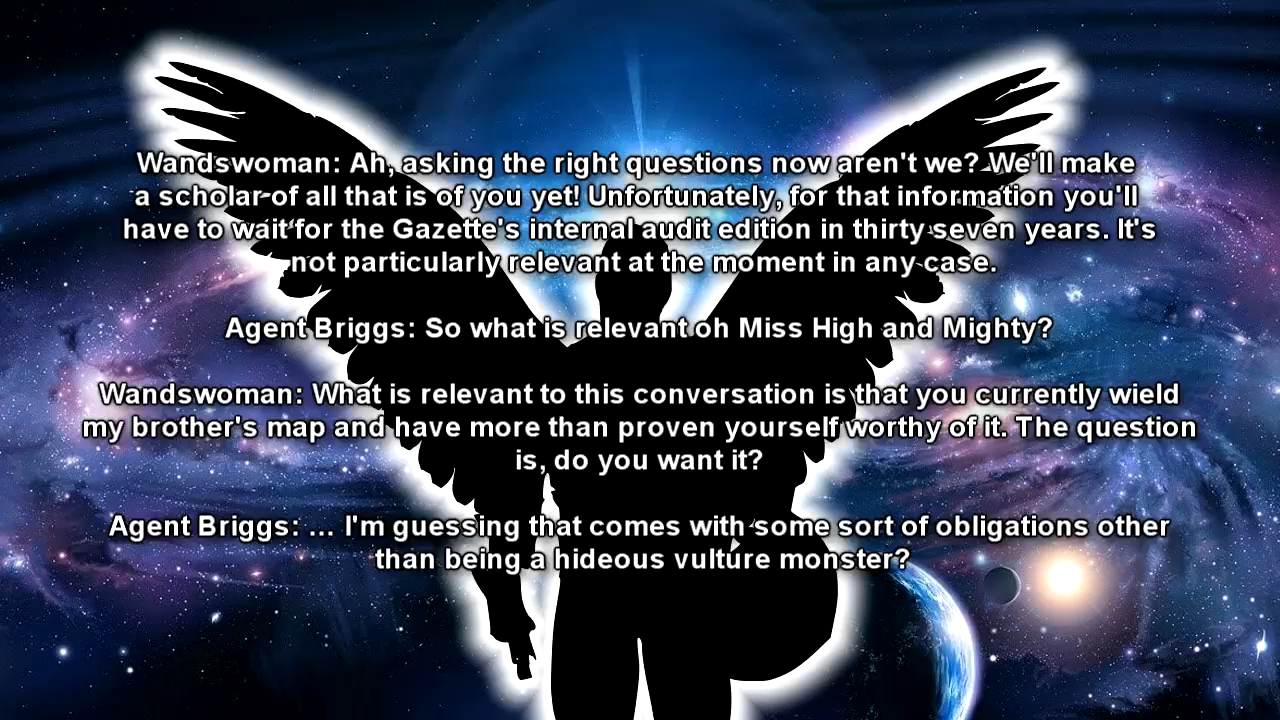 Wandswoman: Ah, asking the right questions now aren't we? We'll make
a scholar of all that is of you yet! Unfortunately, for that information you'll
have to wait for the Gazette's internal audit edition in thirty seven years. It's
not particularly relevant at the moment in any case.
Agent Briggs: So what is relevant oh Miss High and Mighty?
Wandswoman: What is relevant to this conversation is that you currently wield
my brother's map and have more than proven yourself worthy of it. The question
is, do you want it?
Agent Briggs: ... I'm guessing that comes with some sort of obligations other
than being a hideous vulture monster?